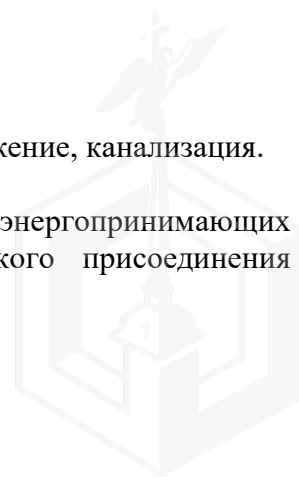 жение, канализация.
энергопринимающих
кого присоединения